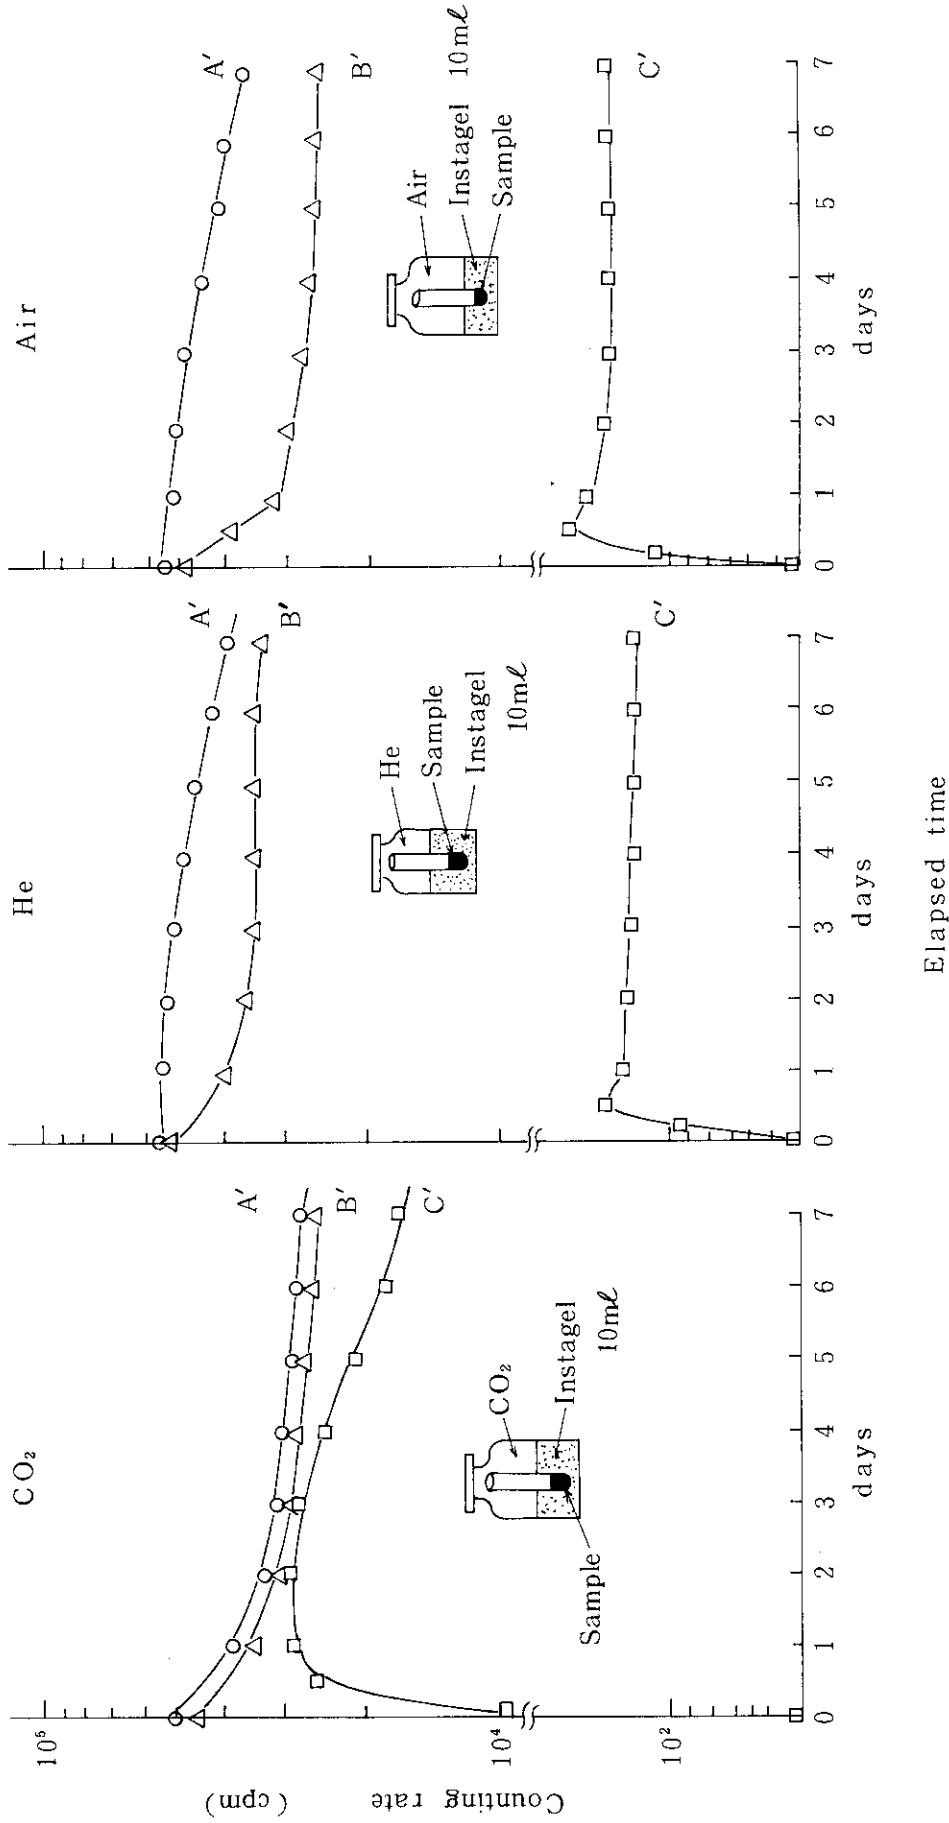 CO₂
He
Air
Counting rate (cpm)
10⁵
10⁴
10²
A′
B′
C′
CO₂
Instagel
10mℓ
Sample
0 1 2 3 4 5 6 7
days
A′
B′
C′
He
Sample
Instagel
10mℓ
0 1 2 3 4 5 6 7
days
A′
B′
C′
Air
Instagel 10mℓ
Sample
0 1 2 3 4 5 6 7
days
Elapsed time